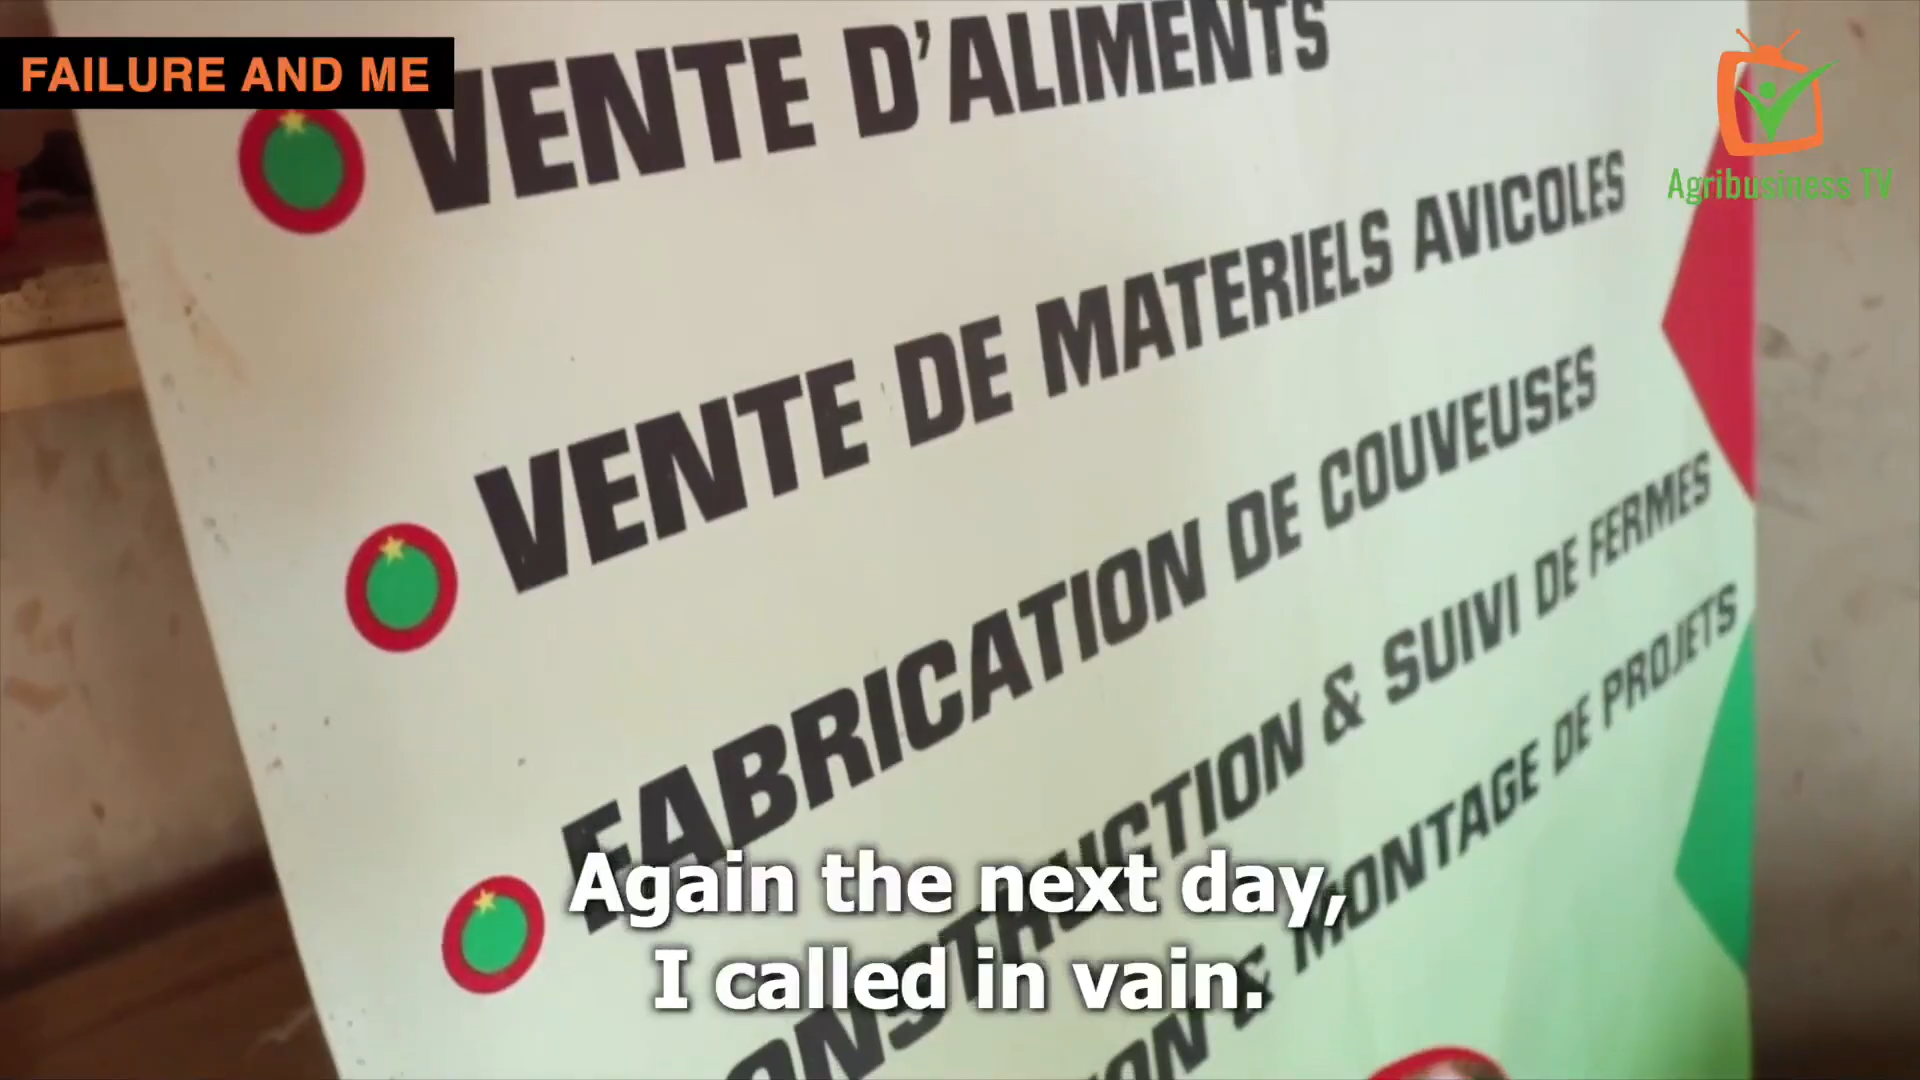 FAILURE AND ME
Agribusiness TV
VENTE D'ALIMENTS
VENTE DE MATERIELS AVICOLES
FABRICATION DE COUVEUSES
CONSTRUCTION & SUIVI DE FERMES
& MONTAGE DE PROJETS
Again the next day,
I called in vain.